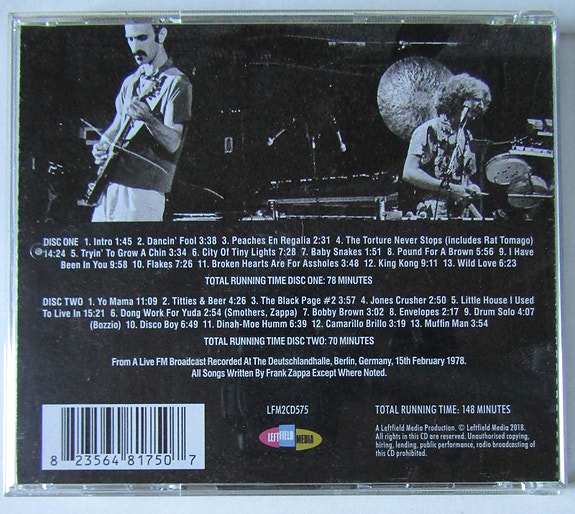 DISC ONE 1. Intro 1:45 2. Dancin' Fool 3:38 3. Peaches En Regalia 2:31 4. The Torture Never Stops (includes Rat Tomago)
14:24 5. Tryin' To Grow A Chin 3:34 6. City Of Tiny Lights 7:28 7. Baby Snakes 1:51 8. Pound For A Brown 5:56 9. I Have
Been In You 9:58 10. Flakes 7:26 11. Broken Hearts Are For Assholes 3:48 12. King Kong 9:11 13. Wild Love 6:23
TOTAL RUNNING TIME DISC ONE: 78 MINUTES
DISC TWO 1. Yo Mama 11:09 2. Titties & Beer 4:26 3. The Black Page #2 3:57 4. Jones Crusher 2:50 5. Little House I Used
To Live In 15:21 6. Dong Work For Yuda 2:54 (Smothers, Zappa) 7. Bobby Brown 3:02 8. Envelopes 2:17 9. Drum Solo 4:07
(Bozzio) 10. Disco Boy 6:49 11. Dinah-Moe Humm 6:39 12. Camarillo Brillo 3:19 13. Muffin Man 3:54
TOTAL RUNNING TIME DISC TWO: 70 MINUTES
From A Live FM Broadcast Recorded At The Deutschlandhalle, Berlin, Germany, 15th February 1978.
All Songs Written By Frank Zappa Except Where Noted.
LFM2CD575
LEFTFIELD MEDIA
TOTAL RUNNING TIME: 148 MINUTES
A Leftfield Media Production. © Leftfield Media 2018.
All rights in this CD are reserved. Unauthorised copying,
hiring, lending, public performance, radio broadcasting of
this CD prohibited.
8 23564 81750 7